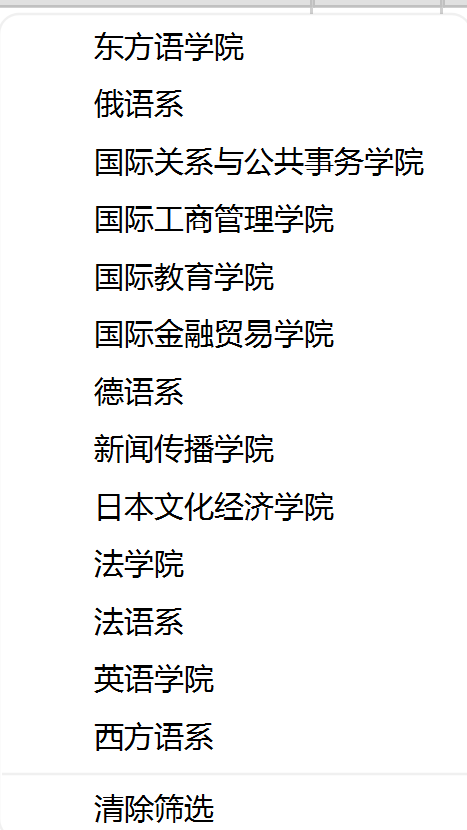 东方语学院
俄语系
国际关系与公共事务学院
国际工商管理学院
国际教育学院
国际金融贸易学院
德语系
新闻传播学院
日本文化经济学院
法学院
法语系
英语学院
西方语系
清除筛选